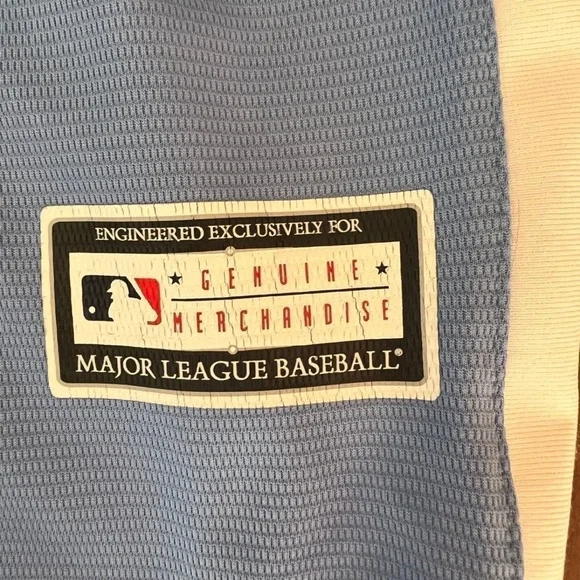 ENGINEERED EXCLUSIVELY FOR
GENUINE
MERCHANDISE
MAJOR LEAGUE BASEBALL®